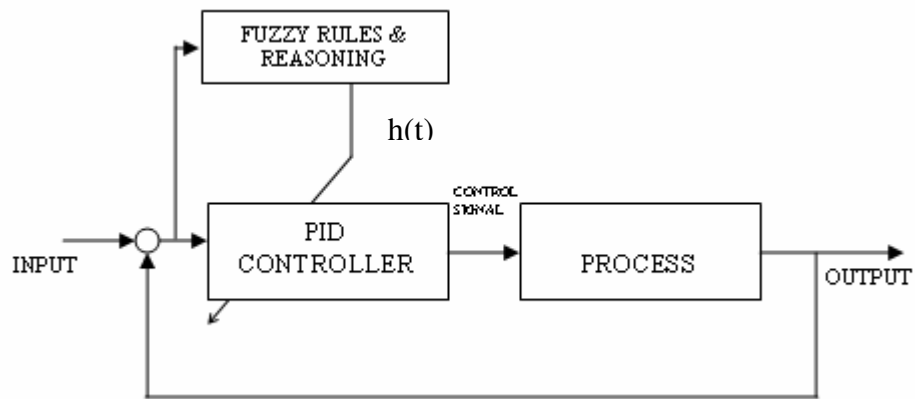 FUZZY RULES &
REASONING
h(t)
CONTROL
SIGNAL
PID
CONTROLLER
PROCESS
INPUT
OUTPUT